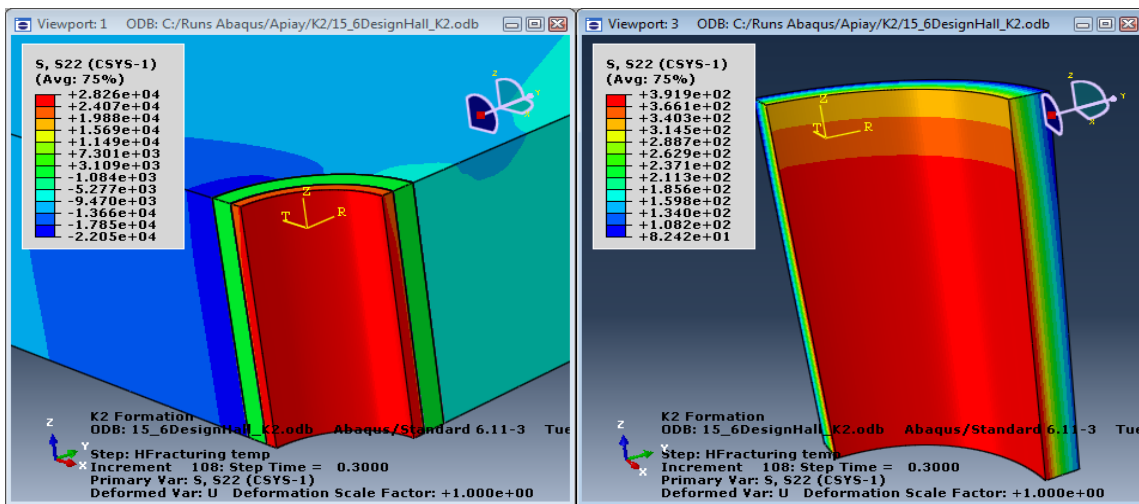 Viewport: 1 ODB: C:/Runs Abaqus/Apiay/K2/15_6DesignHall_K2.odb
S, S22 (CSYS-1)
(Avg: 75%)
+2.826e+04
+2.407e+04
+1.988e+04
+1.569e+04
+1.149e+04
+7.301e+03
+3.109e+03
-1.084e+03
-5.277e+03
-9.470e+03
-1.366e+04
-1.785e+04
-2.205e+04
Z
Y
X
Z
T
R
K2 Formation
ODB: 15_6DesignHall_K2.odb Abaqus/Standard 6.11-3 Tue
Z
Y
X
Step: HFracturing temp
Increment 108: Step Time = 0.3000
Primary Var: S, S22 (CSYS-1)
Deformed Var: U Deformation Scale Factor: +1.000e+00
Viewport: 3 ODB: C:/Runs Abaqus/Apiay/K2/15_6DesignHall_K2.odb
S, S22 (CSYS-1)
(Avg: 75%)
+3.919e+02
+3.661e+02
+3.403e+02
+3.145e+02
+2.887e+02
+2.629e+02
+2.371e+02
+2.113e+02
+1.856e+02
+1.598e+02
+1.340e+02
+1.082e+02
+8.242e+01
Z
Y
X
Z
T
R
K2 Formation
ODB: 15_6DesignHall_K2.odb Abaqus/Standard 6.11-3 Tue
Z
Y
X
Step: HFracturing temp
Increment 108: Step Time = 0.3000
Primary Var: S, S22 (CSYS-1)
Deformed Var: U Deformation Scale Factor: +1.000e+00